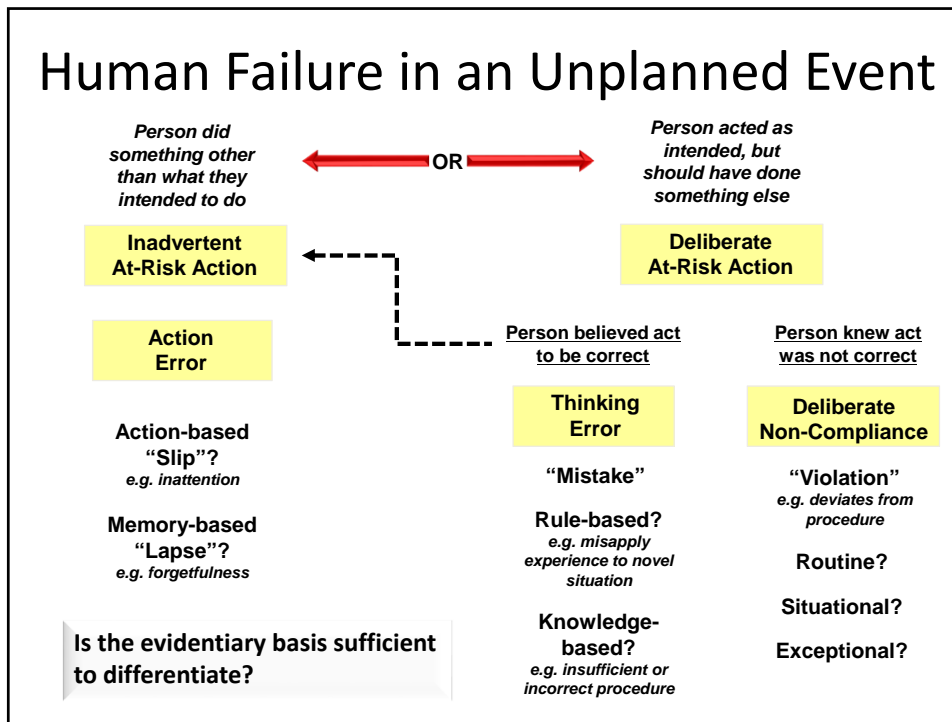 Human Failure in an Unplanned Event
Person did
something other
than what they
intended to do
OR
Person acted as
intended, but
should have done
something else
Inadvertent
At-Risk Action
Deliberate
At-Risk Action
Action
Error
Person believed act
to be correct
Person knew act
was not correct
Thinking
Error
Deliberate
Non-Compliance
Action-based
“Slip”?
e.g. inattention
Memory-based
“Lapse”?
e.g. forgetfulness
“Mistake”
Rule-based?
e.g. misapply
experience to novel
situation
Knowledge-
based?
e.g. insufficient or
incorrect procedure
“Violation”
e.g. deviates from
procedure
Routine?
Situational?
Exceptional?
Is the evidentiary basis sufficient
to differentiate?